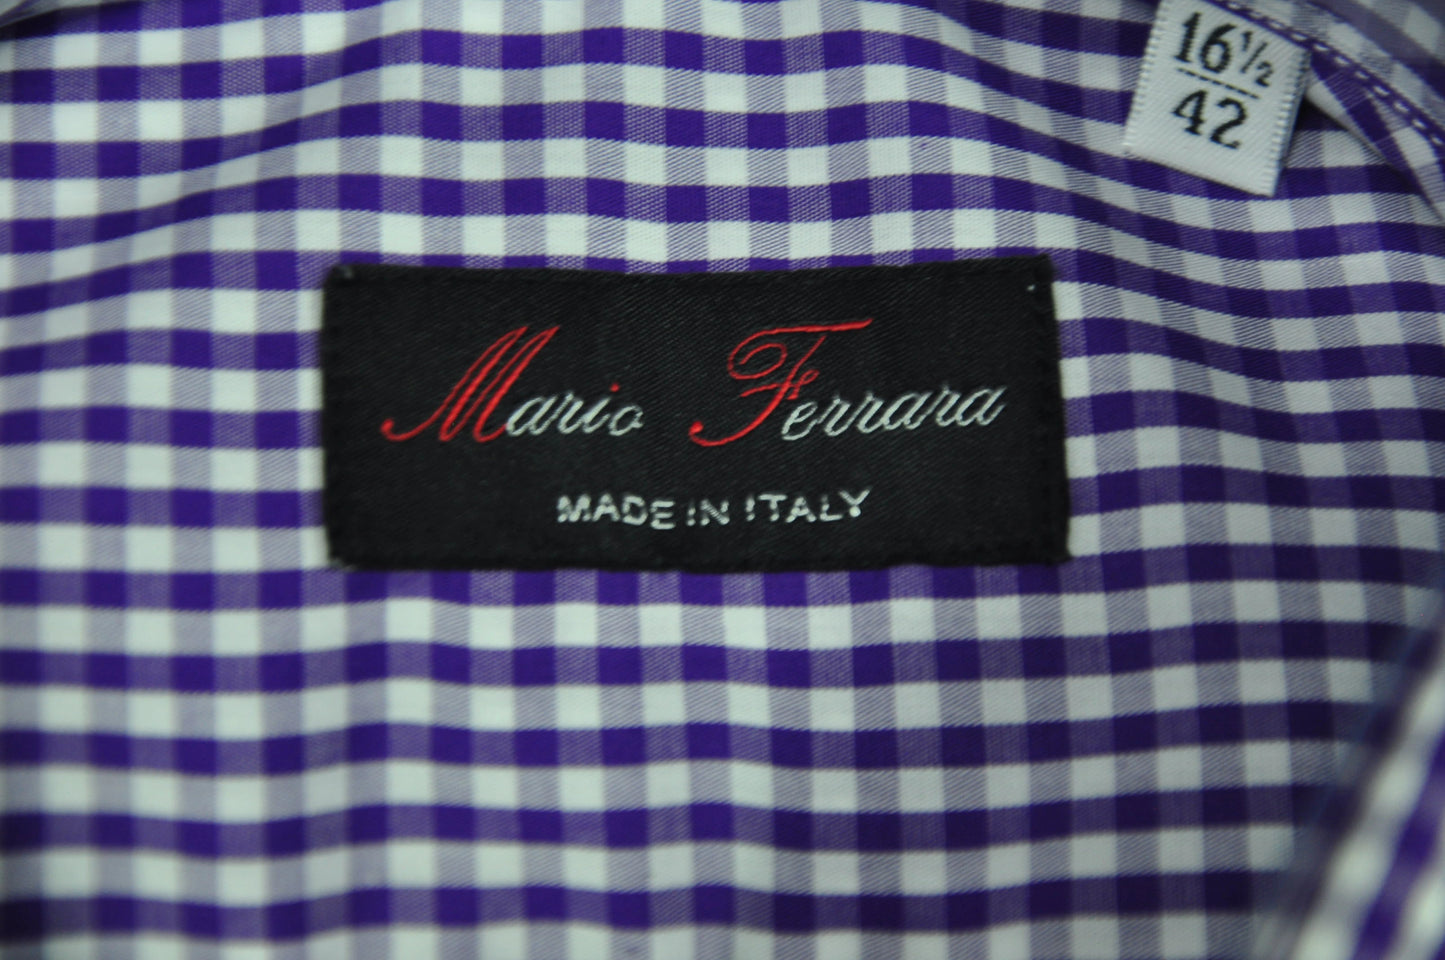 16½
42
Mario Ferrara
MADE IN ITALY